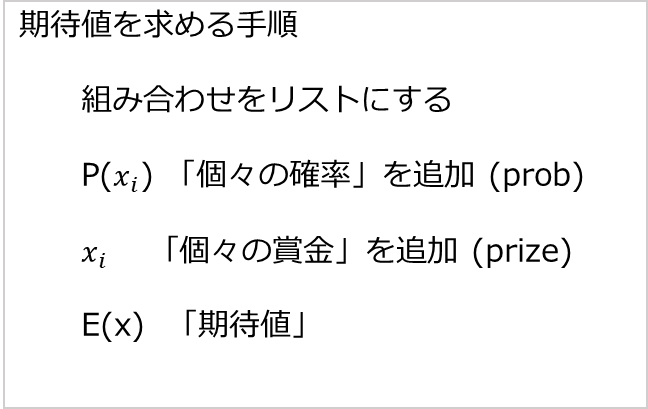 期待値を求める手順
組み合わせをリストにする
P(𝑥ᵢ) 「個々の確率」を追加 (prob)
𝑥ᵢ 「個々の賞金」を追加 (prize)
E(x) 「期待値」